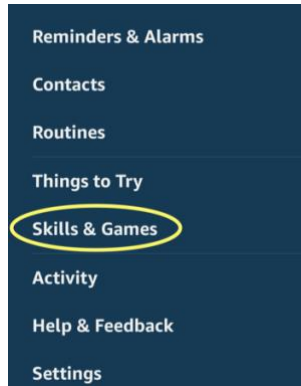 Reminders & Alarms
Contacts
Routines
Things to Try
Skills & Games
Activity
Help & Feedback
Settings